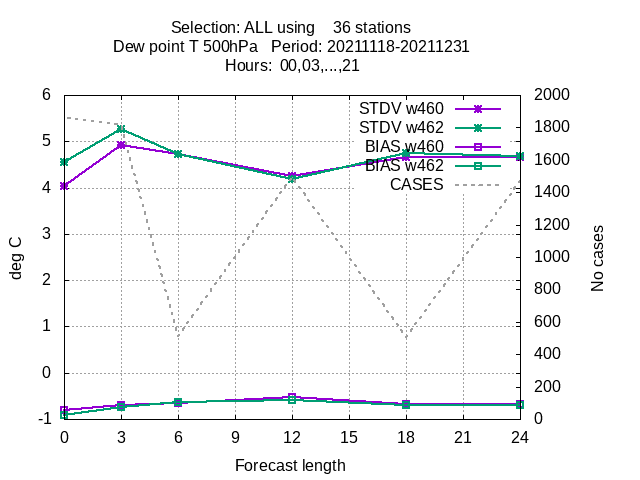 Selection: ALL using    36 stations
Dew point T 500hPa   Period: 20211118-20211231
Hours:  00,03,...,21
STDV w460
STDV w462
BIAS w460
BIAS w462
CASES
deg C
6
5
4
3
2
1
0
-1
2000
1800
1600
1400
1200
1000
800
600
400
200
0
No cases
0 3 6 9 12 15 18 21 24
Forecast length